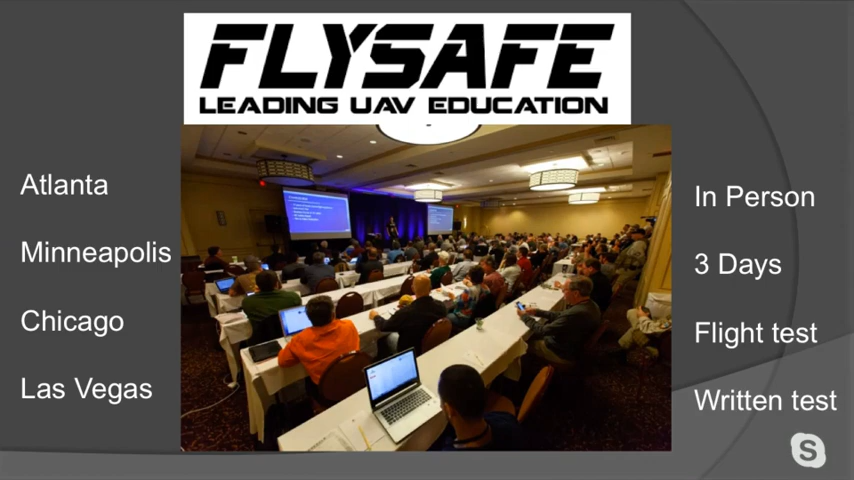 FLYSAFE
LEADING UAV EDUCATION
Atlanta
Minneapolis
Chicago
Las Vegas
In Person
3 Days
Flight test
Written test
S